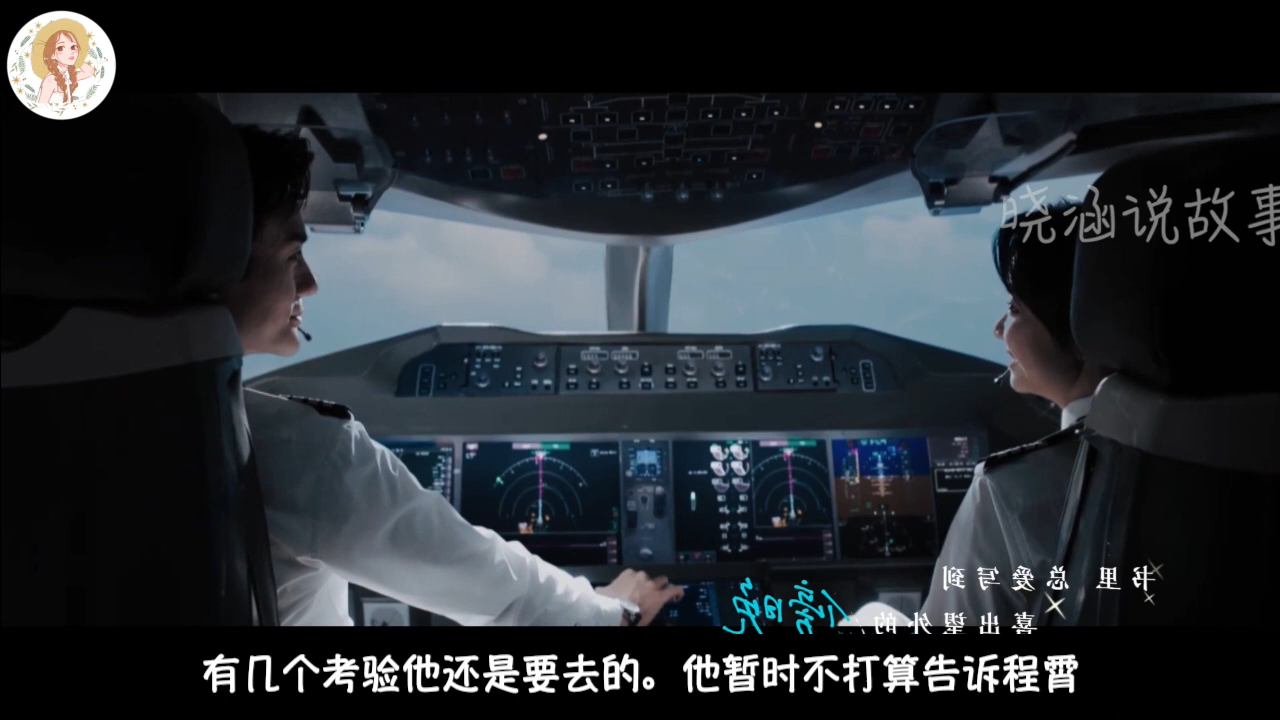 晓涵说故事
书里 总爱写到
喜出望外的
有几个考验他还是要去的。他暂时不打算告诉程霄